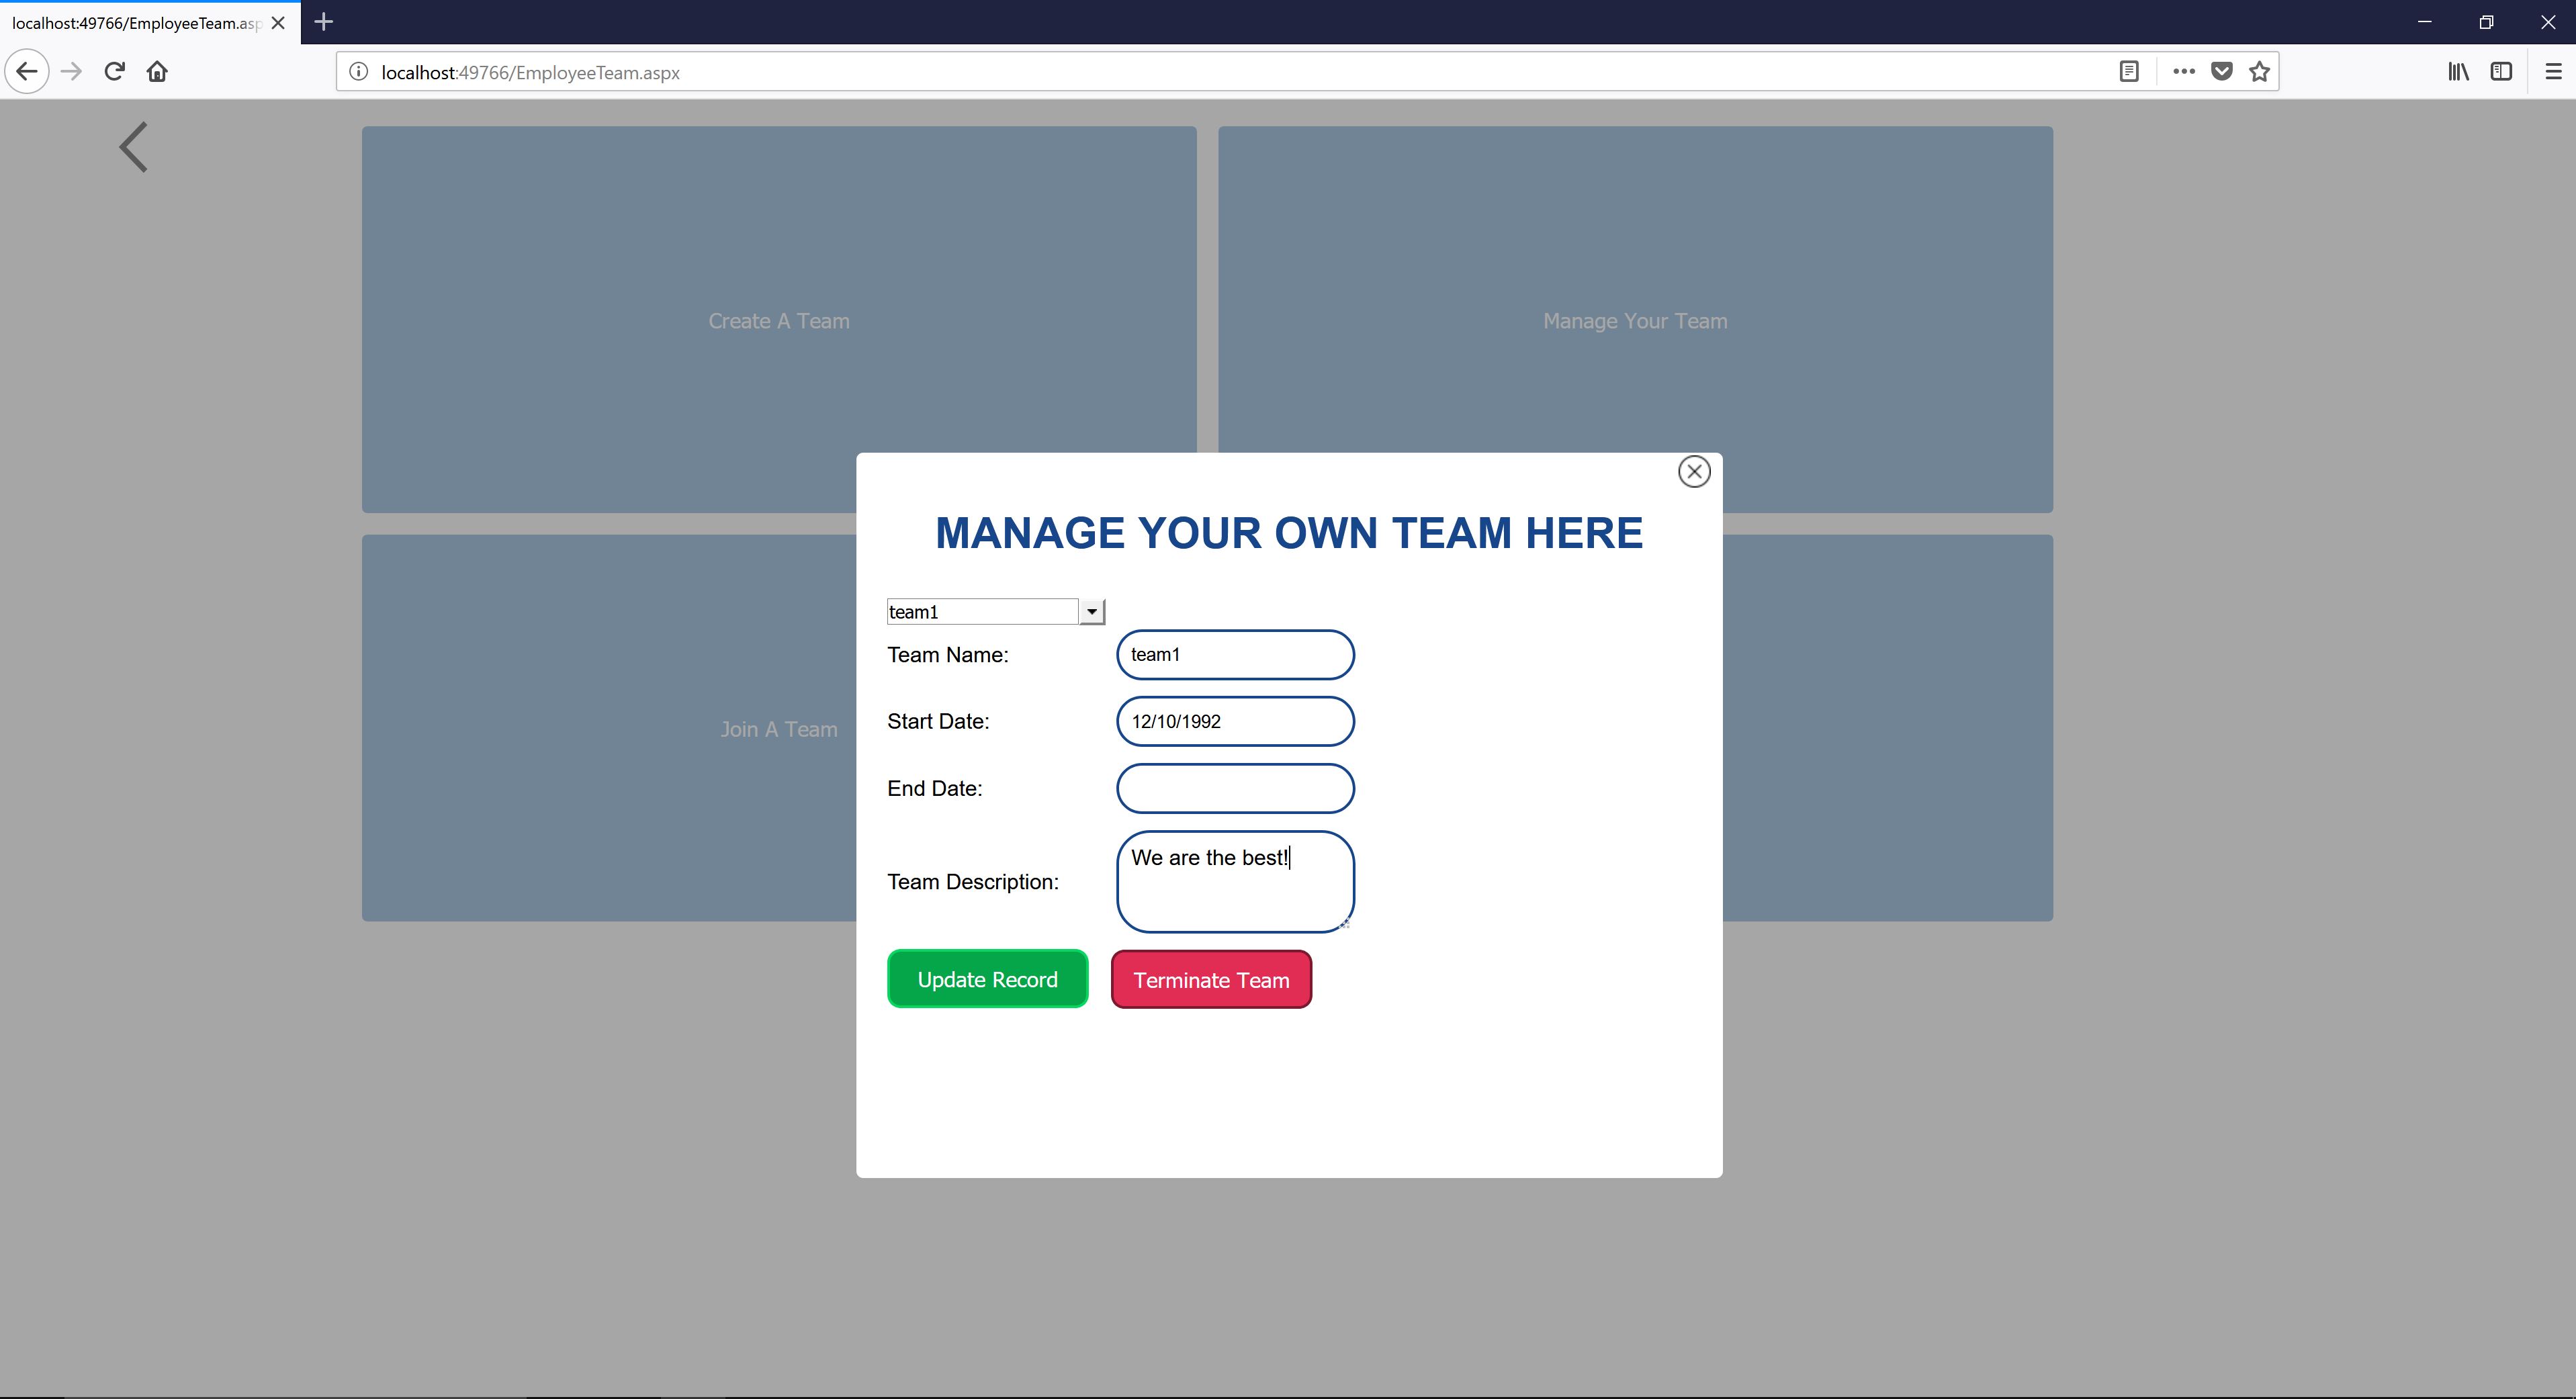 localhost:49766/EmployeeTeam.asp
localhost:49766/EmployeeTeam.aspx
Create A Team
Manage Your Team
MANAGE YOUR OWN TEAM HERE
team1
Team Name: team1
Start Date: 12/10/1992
End Date:
Join A Team
We are the best!
Team Description:
Update Record Terminate Team